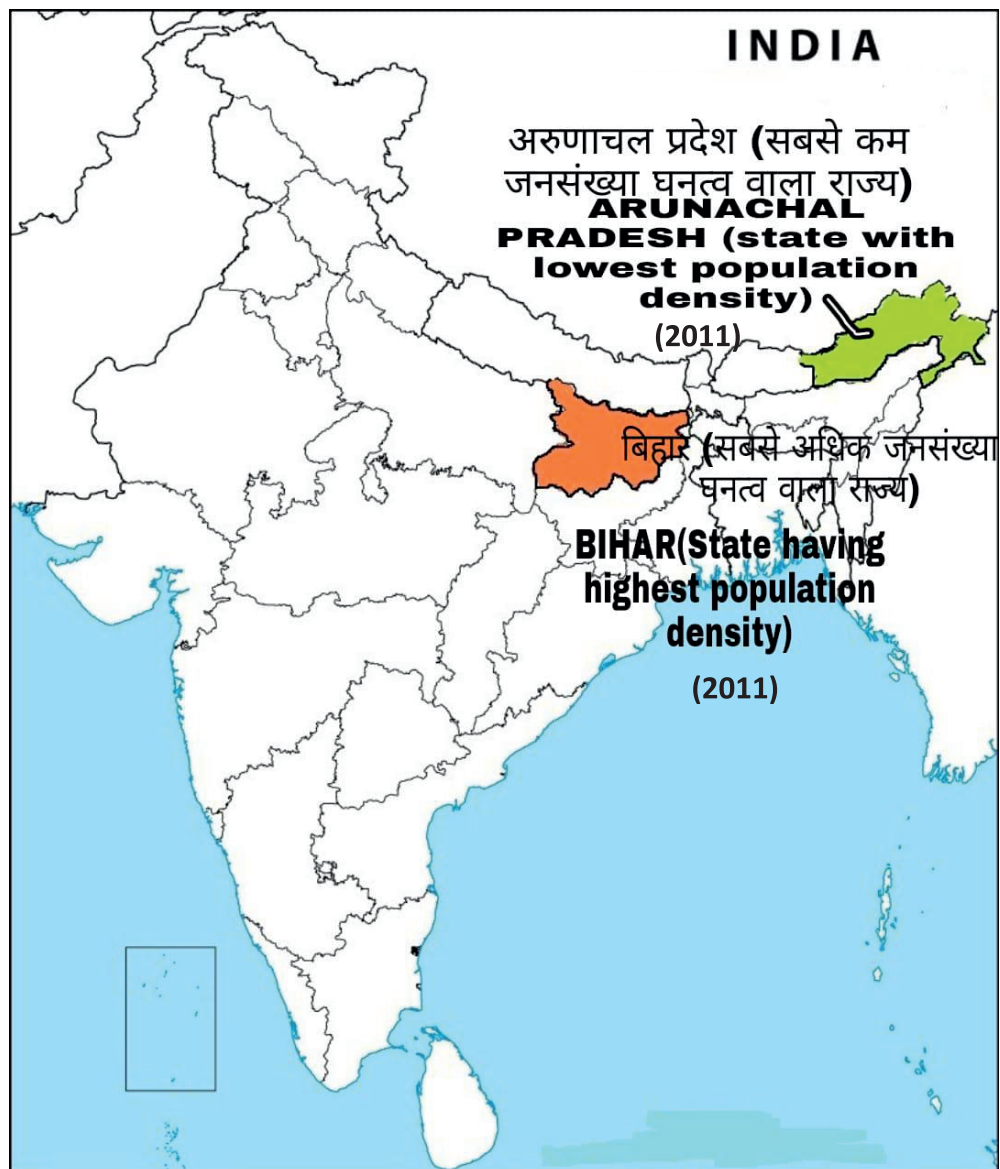 INDIA
अरुणाचल प्रदेश (सबसे कम
जनसंख्या घनत्व वाला राज्य)
ARUNACHAL
PRADESH (state with
lowest population
density)
(2011)
बिहार (सबसे अधिक जनसंख्या
घनत्व वाला राज्य)
BIHAR(State having
highest population
density)
(2011)